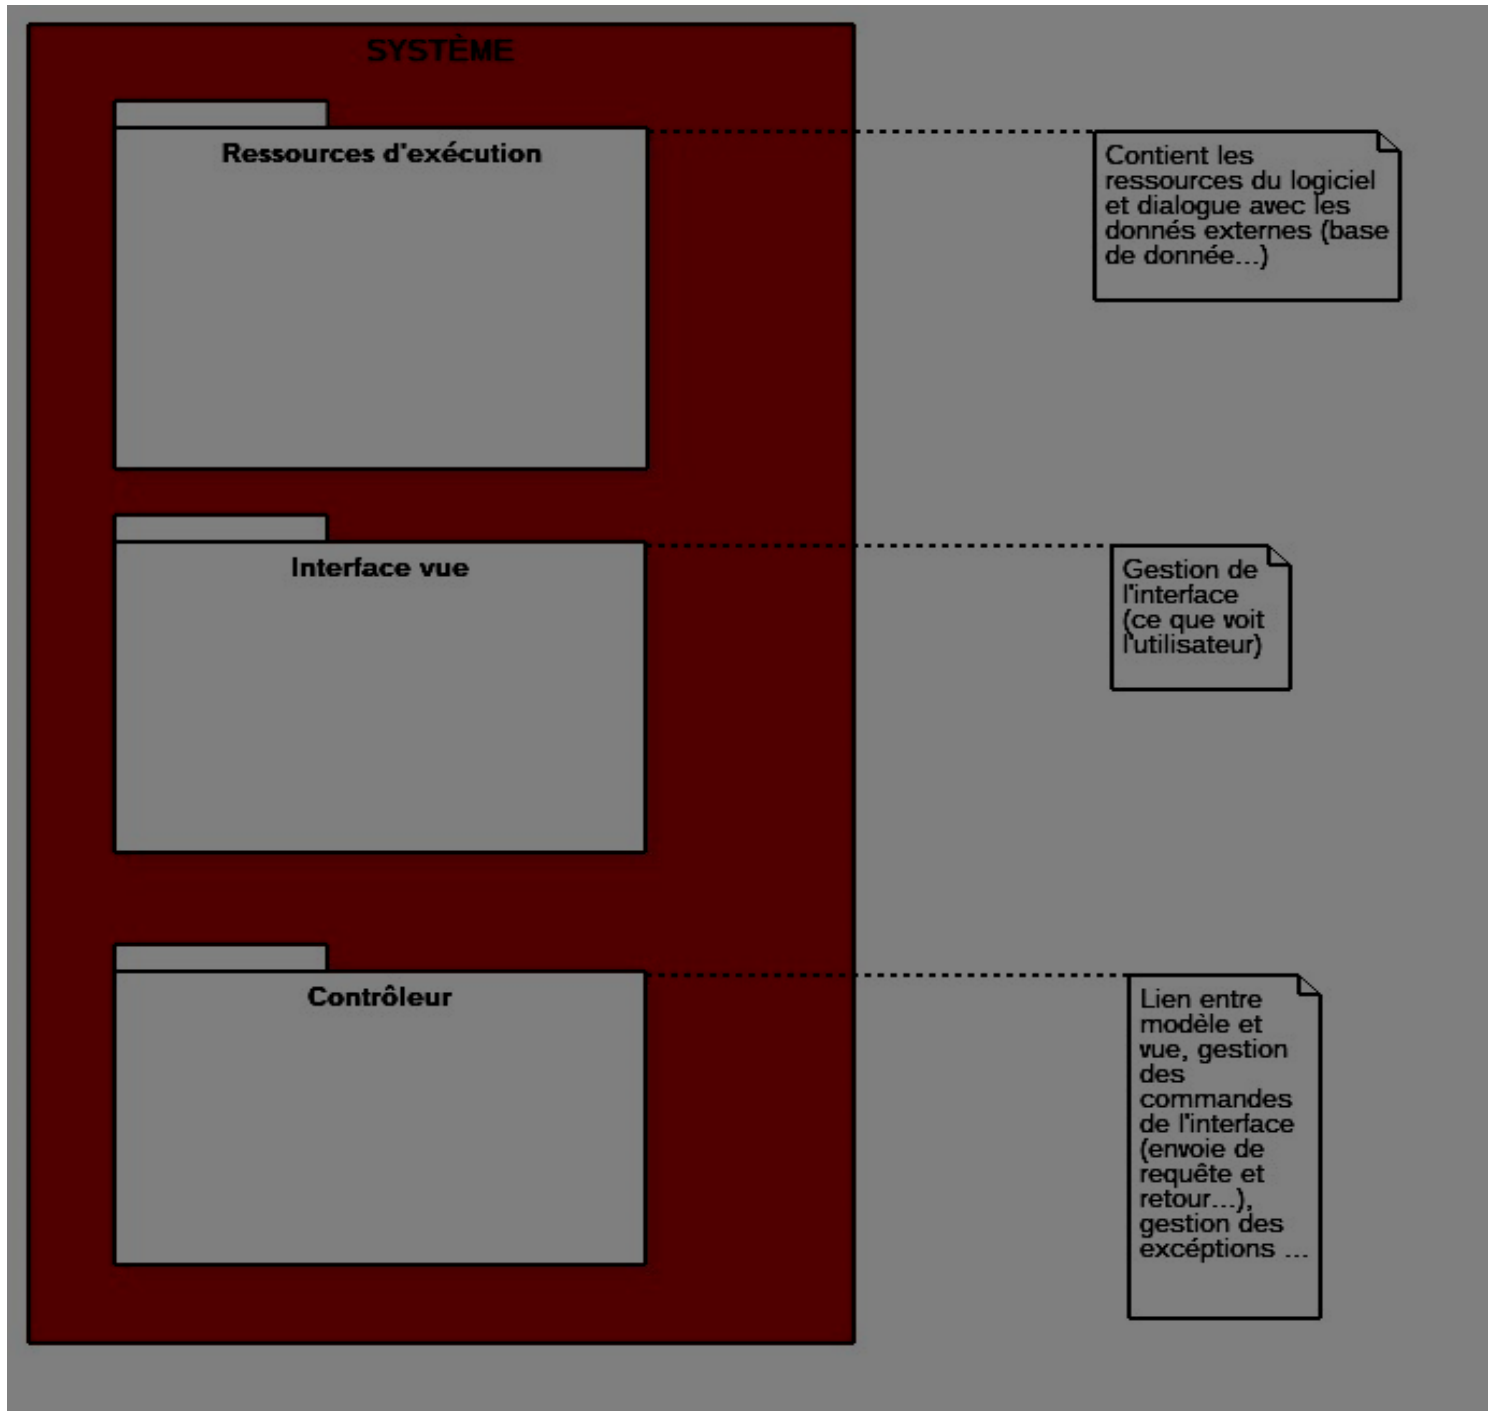 SYSTÈME
Ressources d'exécution
Contient les
ressources du logiciel
et dialogue avec les
donnés externes (base
de donnée...)
Interface vue
Gestion de
l'interface
(ce que voit
l'utilisateur)
Contrôleur
Lien entre
modèle et
vue, gestion
des
commandes
de l'interface
(envoie de
requête et
retour...),
gestion des
excéptions ...